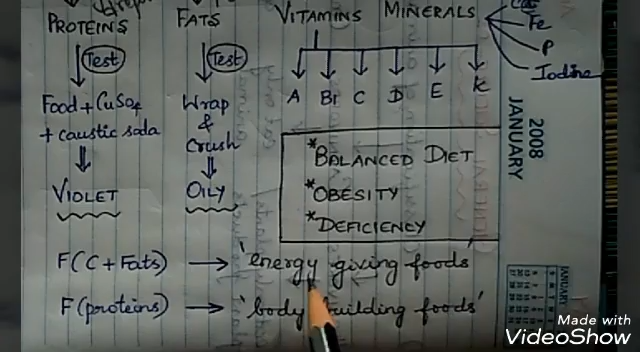 PROTEINS FATS VITAMINS MINERALS
Fe
P
Iodine
Test Test
A B1 C D E K
Food + CuSo4 Wrap
+ caustic soda &
Crush
VIOLET OILY
*BALANCED DIET
*OBESITY
*DEFICIENCY
F(C + Fats) → 'energy giving foods'
F(proteins) → 'body building foods'
JANUARY
2008
Made with
VideoShow